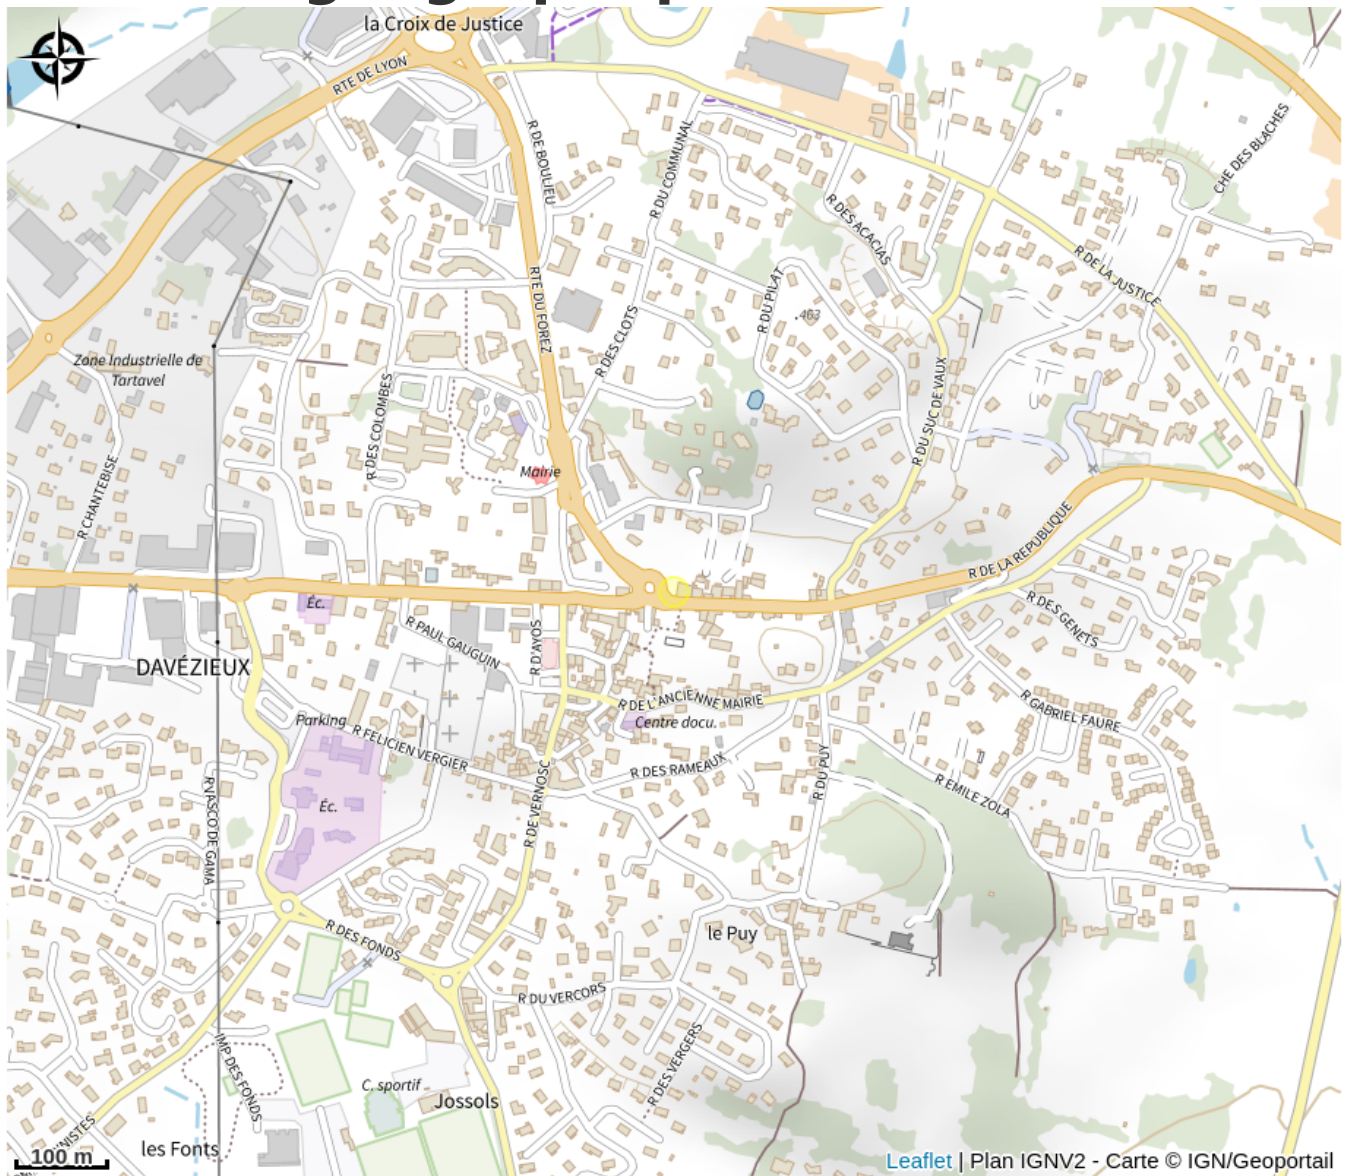 la Croix de Justice
RTE DE LYON
R DE BOULIEU
R DU COMMUNAL
CHE DES BLACHES
R DES ACACIAS
R DE LA JUSTICE
RTE DU FOREZ
R DU PILAT
.463
R DES CLOTS
Zone Industrielle de
Tartavel
R DES COLOMBES
R DU SUC DE VAUX
Mairie
R CHANTEBISE
R DE LA REPUBLIQUE
Éc.
R PAUL GAUGUIN
R D'AYOS
R DES GENETS
DAVÉZIEUX
R DE L'ANCIENNE MAIRIE
Centre docu.
R GABRIEL FAURE
Parking
R FELICIEN VERGIER
R DES RAMEAUX
R DU PUY
R EMILE ZOLA
R VASCO DE GAMA
Éc.
R DE VERNOSC
R DES FONDS
le Puy
R DU VERCORS
IMP DES FONDS
R DES VERGERS
C. sportif
Jossols
les Fonts
100 m
Leaflet | Plan IGNV2 - Carte © IGN/Geoportail